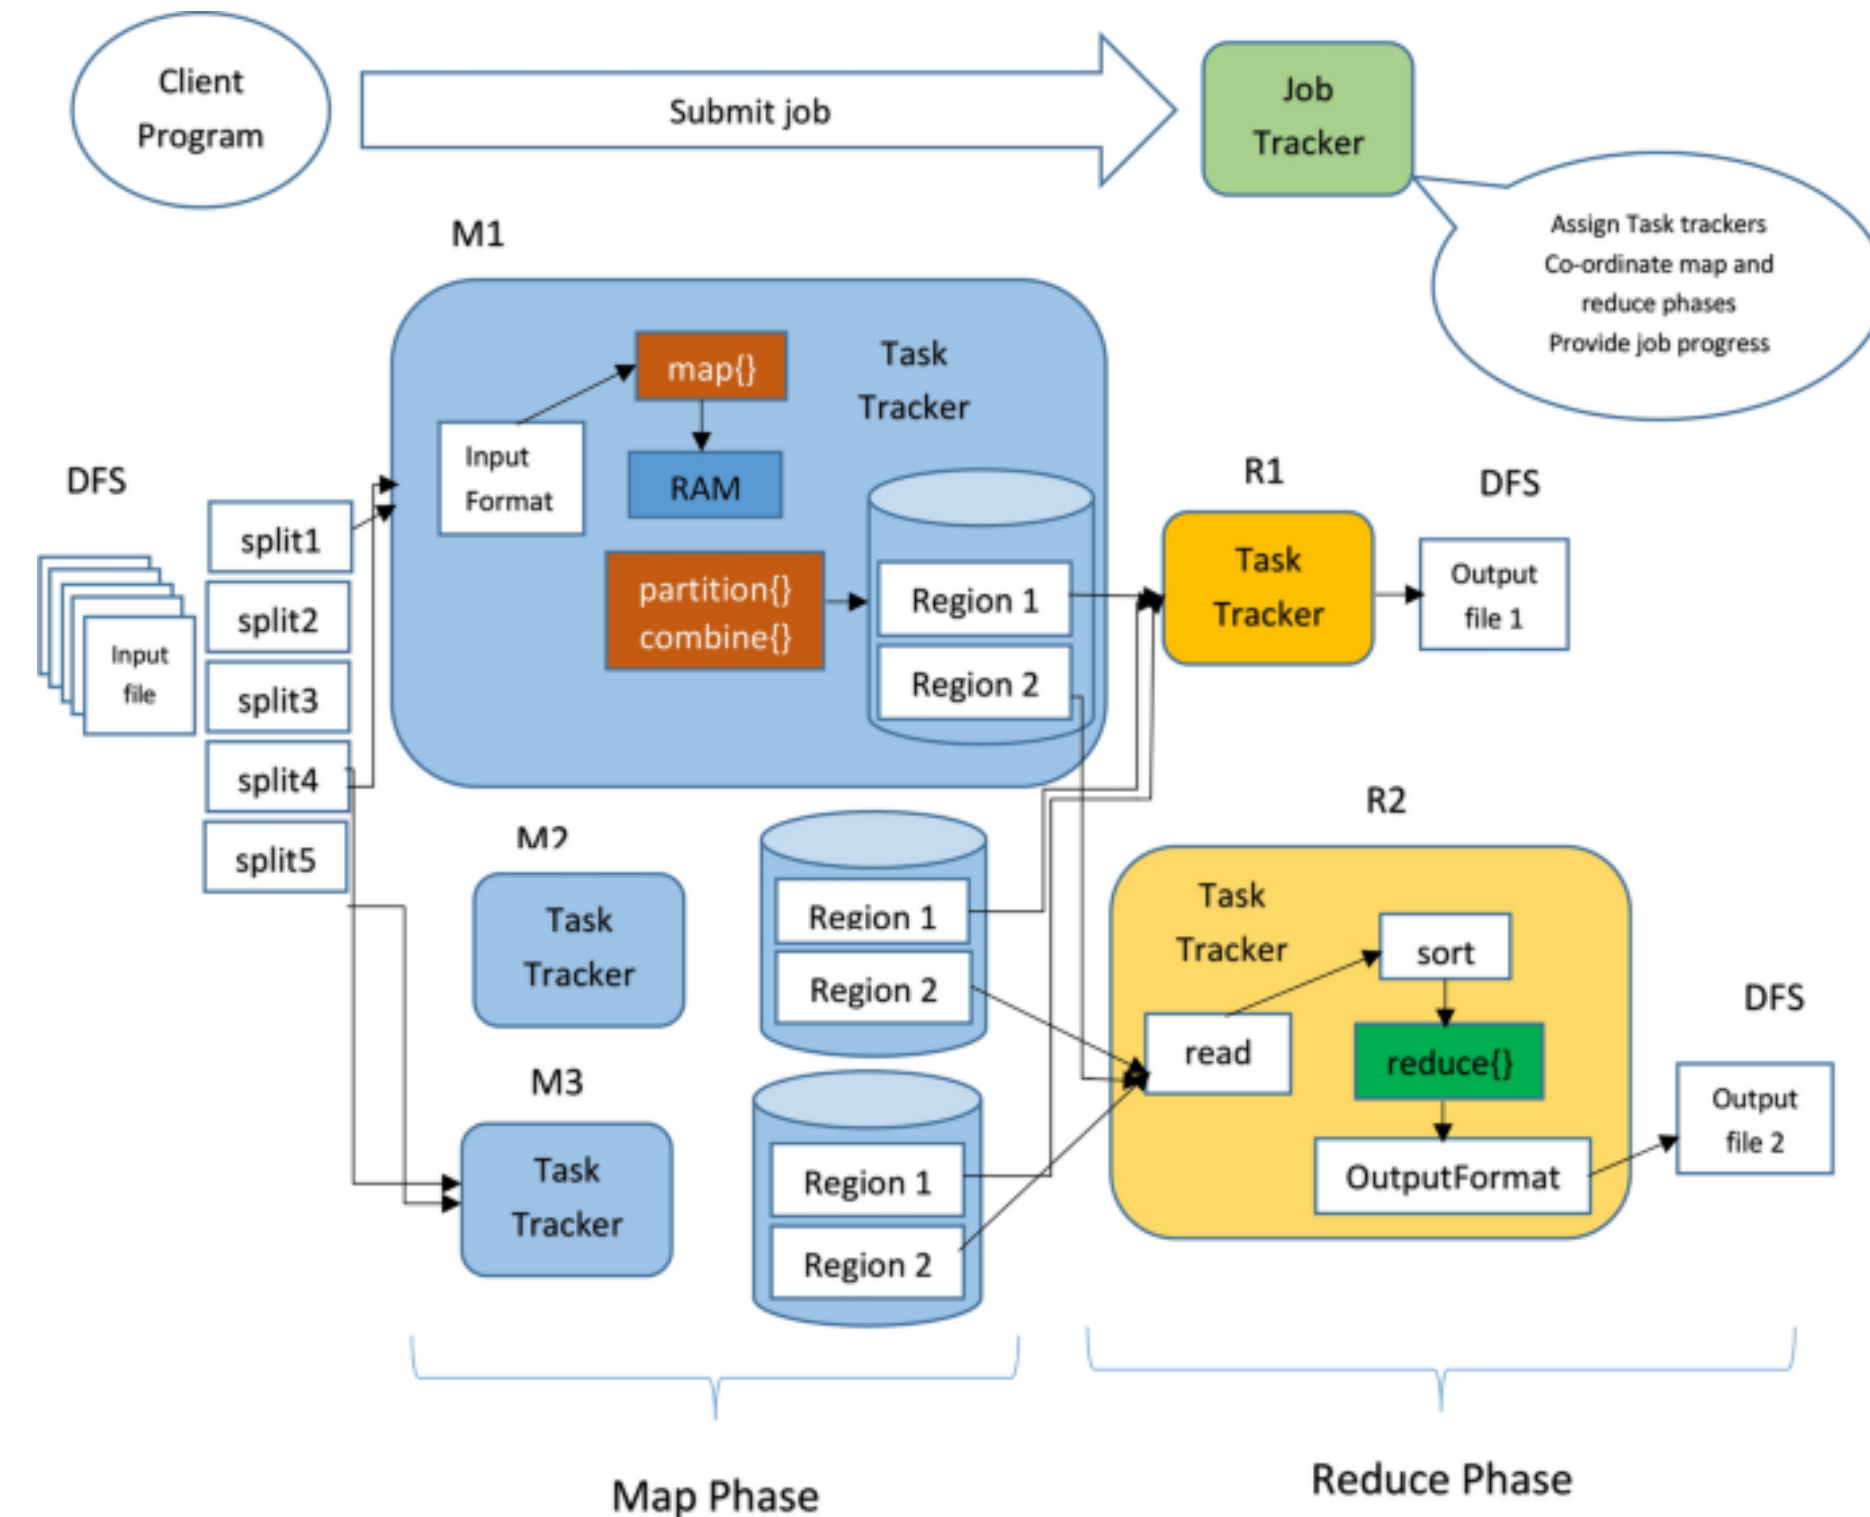 Client
Program
Submit job
Job
Tracker
Assign Task trackers
Co-ordinate map and
reduce phases
Provide job progress
M1
map{}
Task
Tracker
Input
Format
RAM
partition{}
combine{}
Region 1
Region 2
DFS
Input
file
split1
split2
split3
split4
split5
R1
Task
Tracker
DFS
Output
file 1
M2
Task
Tracker
Region 1
Region 2
M3
Task
Tracker
Region 1
Region 2
R2
Task
Tracker
sort
read
reduce{}
OutputFormat
DFS
Output
file 2
Map Phase
Reduce Phase